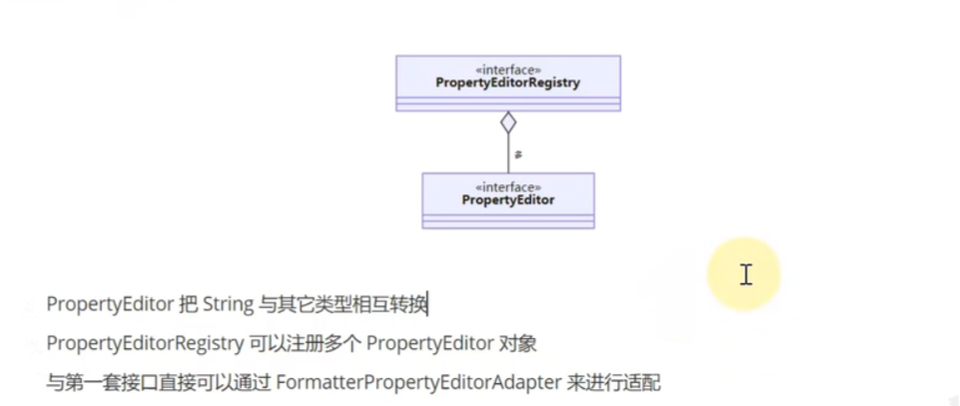 «interface»
PropertyEditorRegistry
«interface»
PropertyEditor
PropertyEditor 把 String 与其它类型相互转换
PropertyEditorRegistry 可以注册多个 PropertyEditor 对象
与第一套接口直接可以通过 FormatterPropertyEditorAdapter 来进行适配